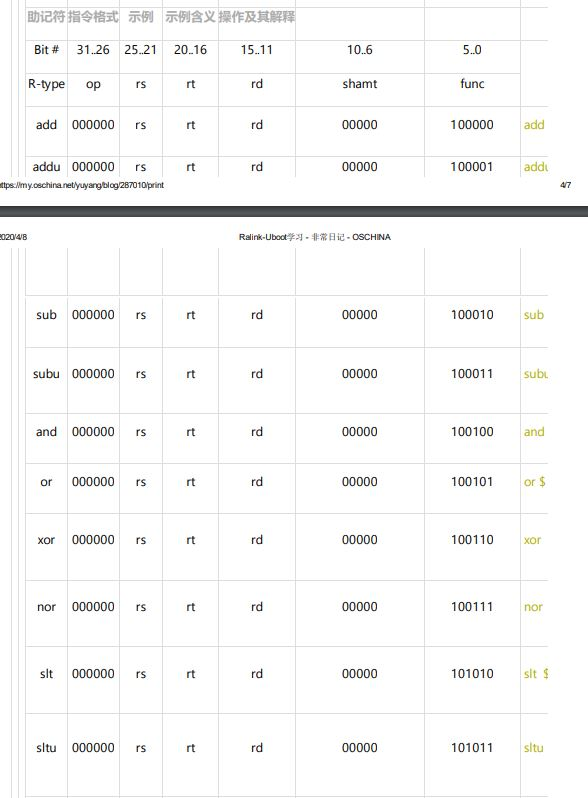 助记符 指令格式 示例 示例含义 操作及其解释
Bit # 31..26 25..21 20..16 15..11 10..6 5..0
R-type op rs rt rd shamt func
add 000000 rs rt rd 00000 100000 add
addu 000000 rs rt rd 00000 100001 addu
https://my.oschina.net/yuyang/blog/287010/print 4/7
2020/4/8 Ralink-Uboot学习 - 非常日记 - OSCHINA
sub 000000 rs rt rd 00000 100010 sub
subu 000000 rs rt rd 00000 100011 subu
and 000000 rs rt rd 00000 100100 and
or 000000 rs rt rd 00000 100101 or $
xor 000000 rs rt rd 00000 100110 xor
nor 000000 rs rt rd 00000 100111 nor
slt 000000 rs rt rd 00000 101010 slt $
sltu 000000 rs rt rd 00000 101011 sltu